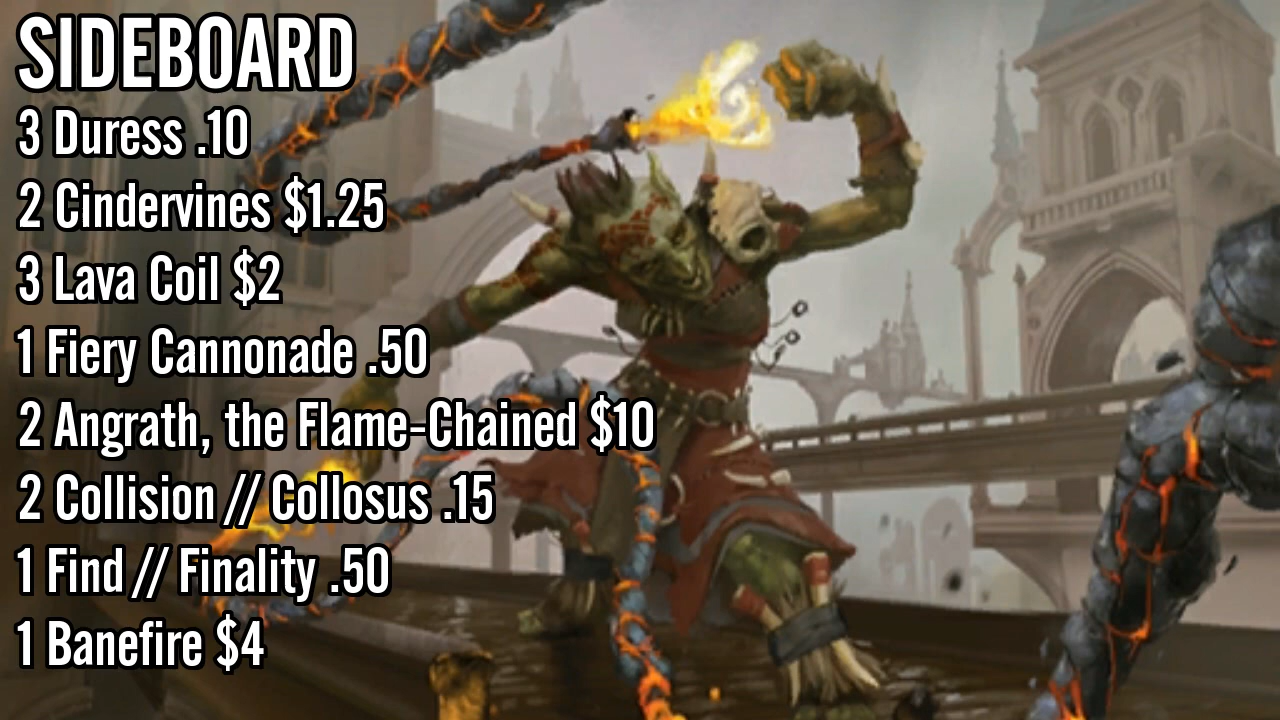 SIDEBOARD
3 Duress .10
2 Cindervines $1.25
3 Lava Coil $2
1 Fiery Cannonade .50
2 Angrath, the Flame-Chained $10
2 Collision // Collosus .15
1 Find // Finality .50
1 Banefire $4